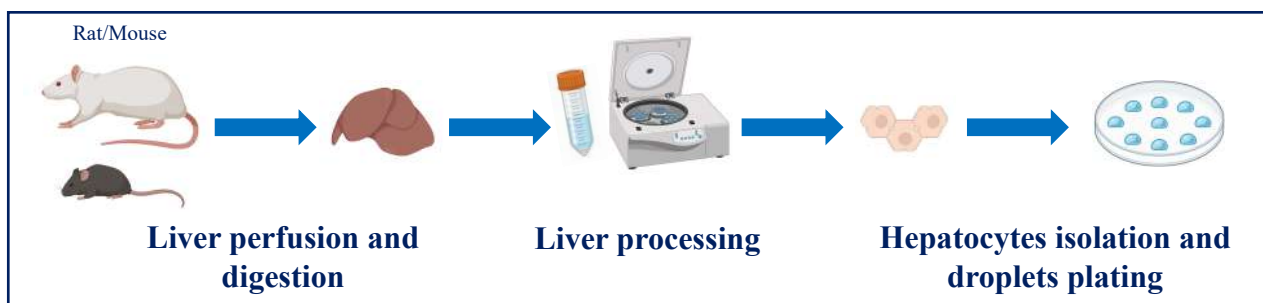 Rat/Mouse
Liver perfusion and
digestion
Liver processing
Hepatocytes isolation and
droplets plating